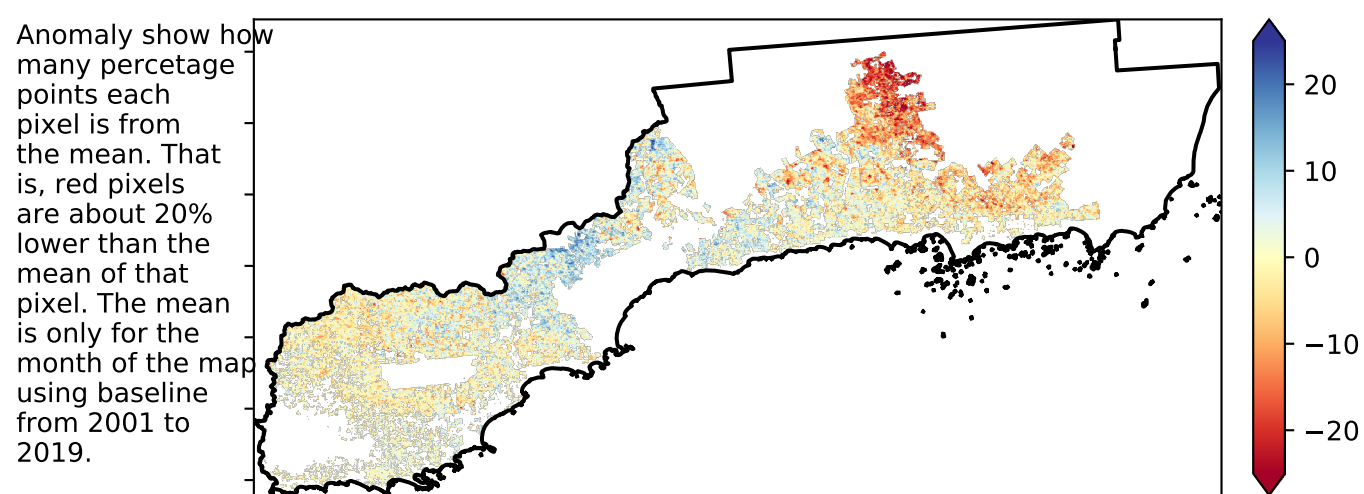 Anomaly show how
many percetage
points each
pixel is from
the mean. That
is, red pixels
are about 20%
lower than the
mean of that
pixel. The mean
is only for the
month of the map
using baseline
from 2001 to
2019.
20
10
0
−10
−20